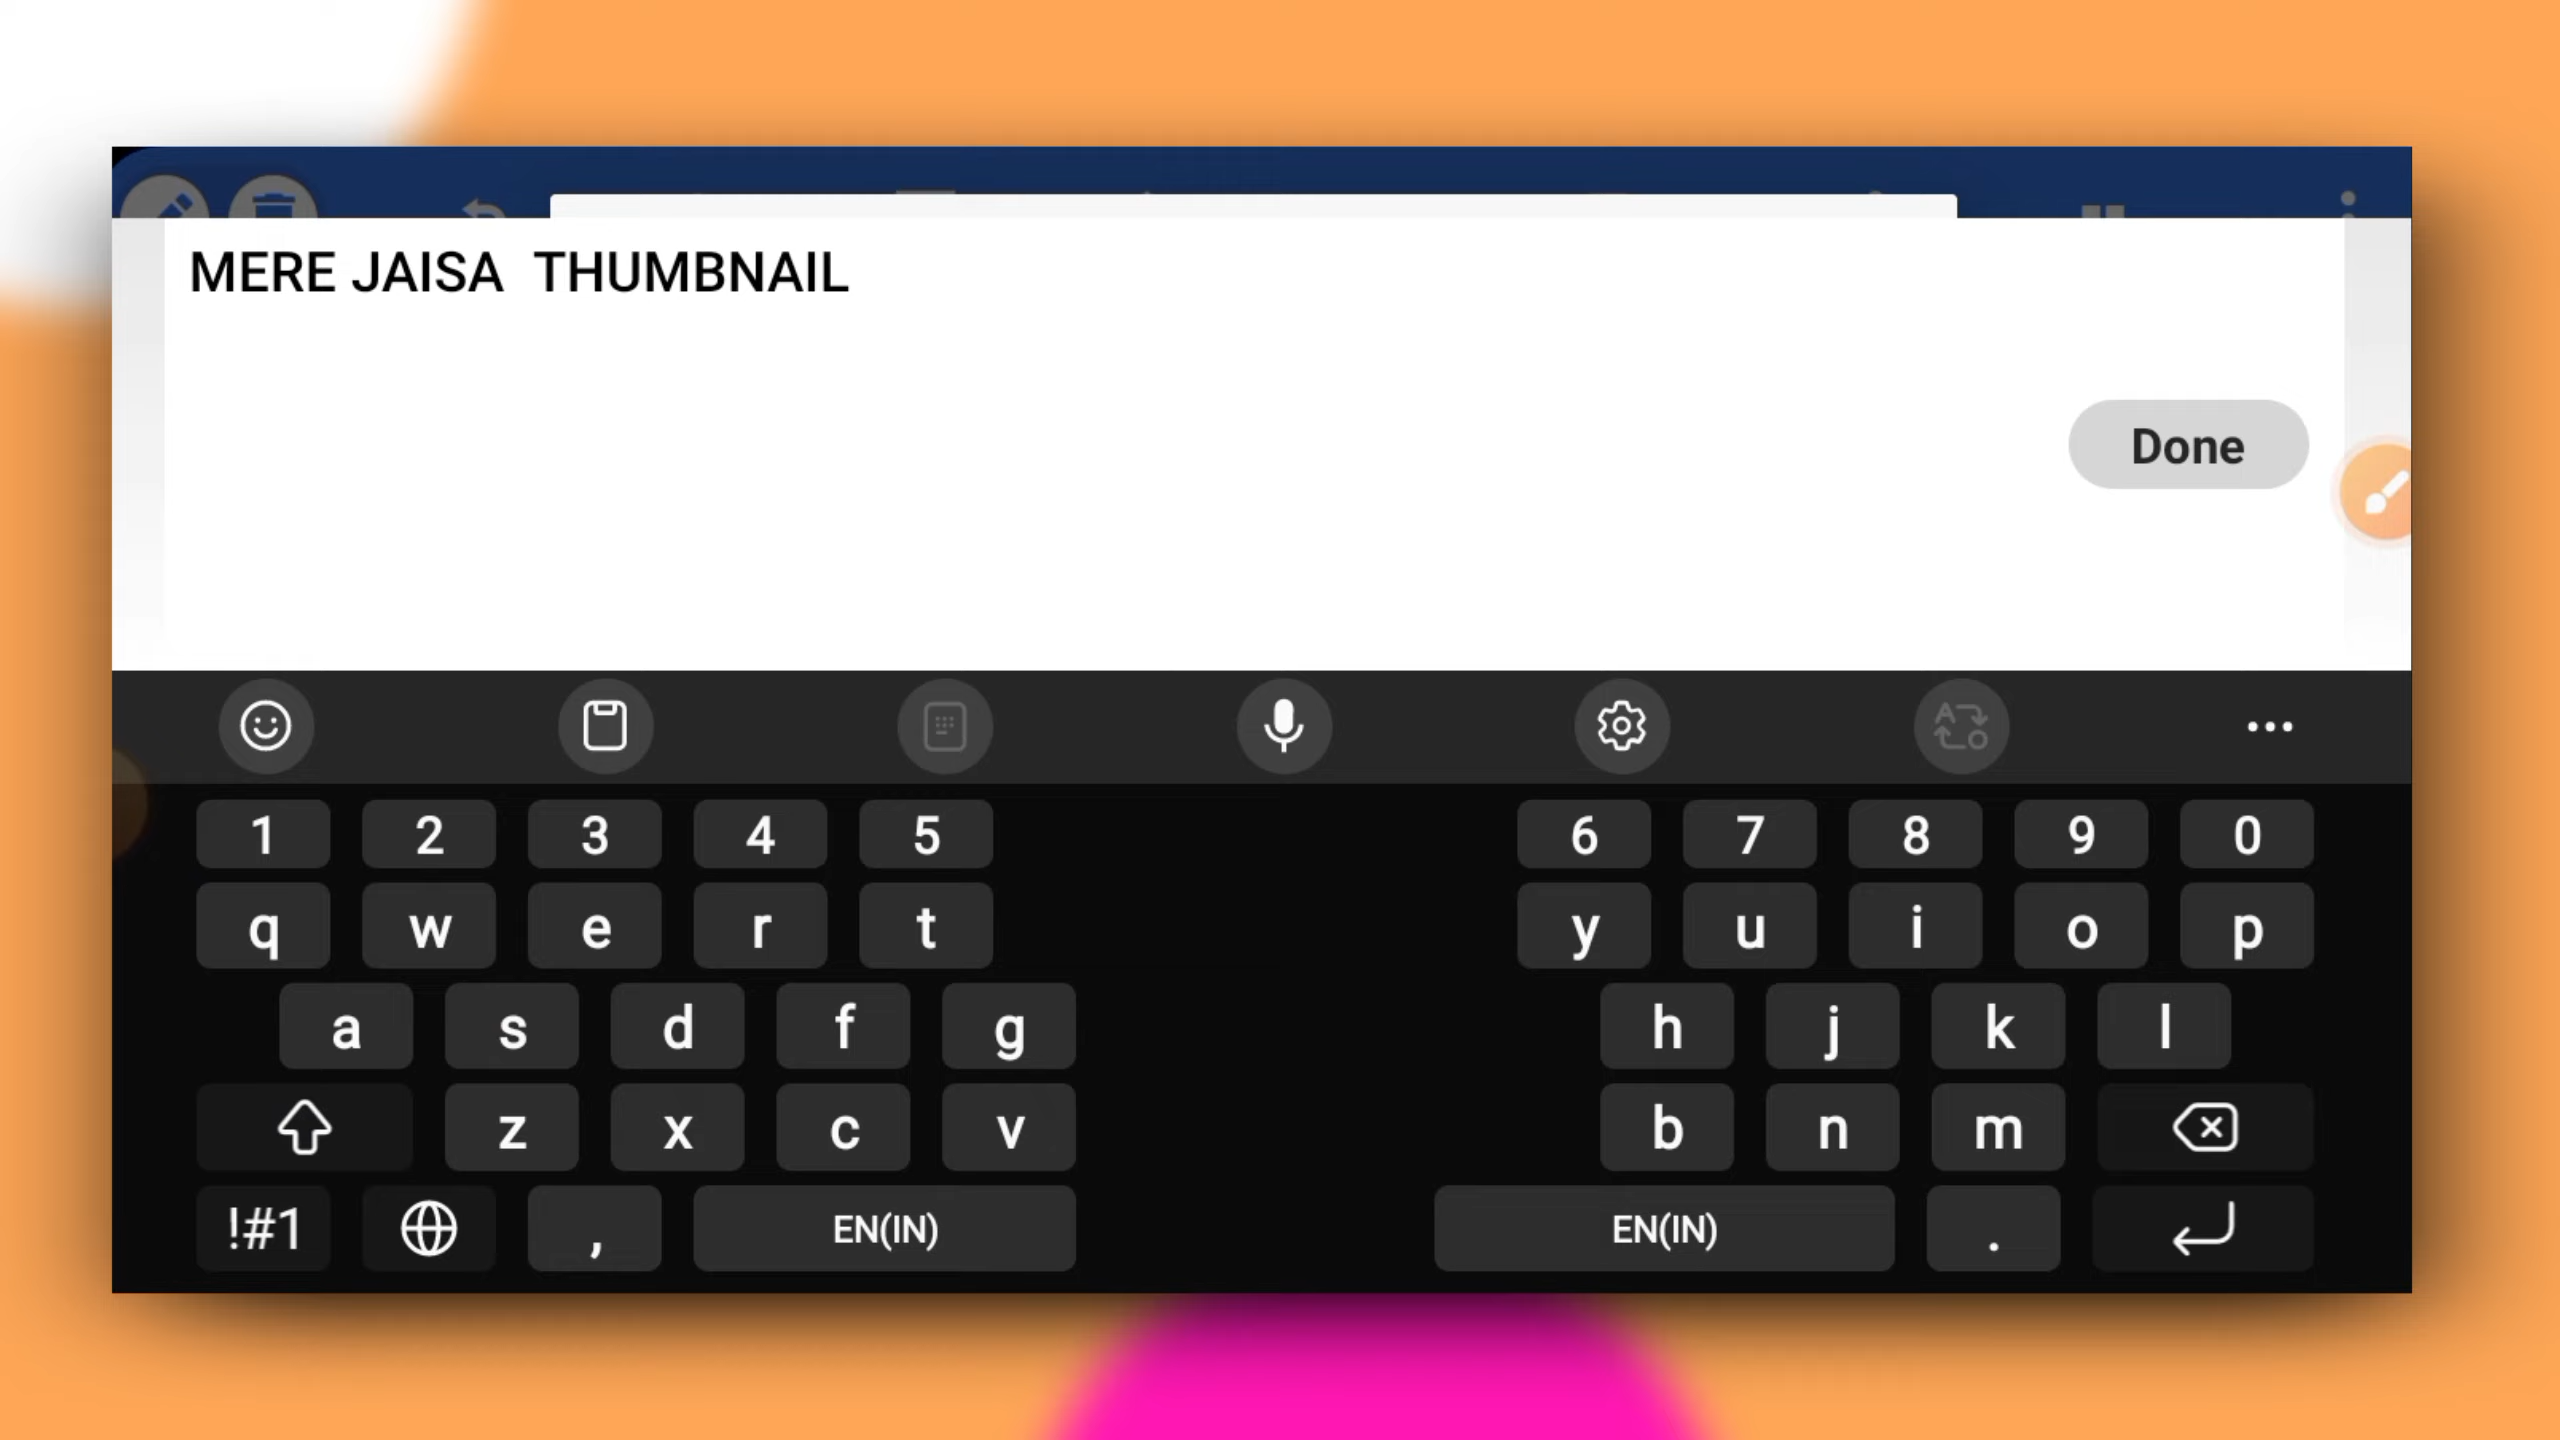 MERE JAISA  THUMBNAIL
Done
1 2 3 4 5 6 7 8 9 0
q w e r t y u i o p
a s d f g h j k l
z x c v b n m
!#1 , EN(IN) EN(IN) .